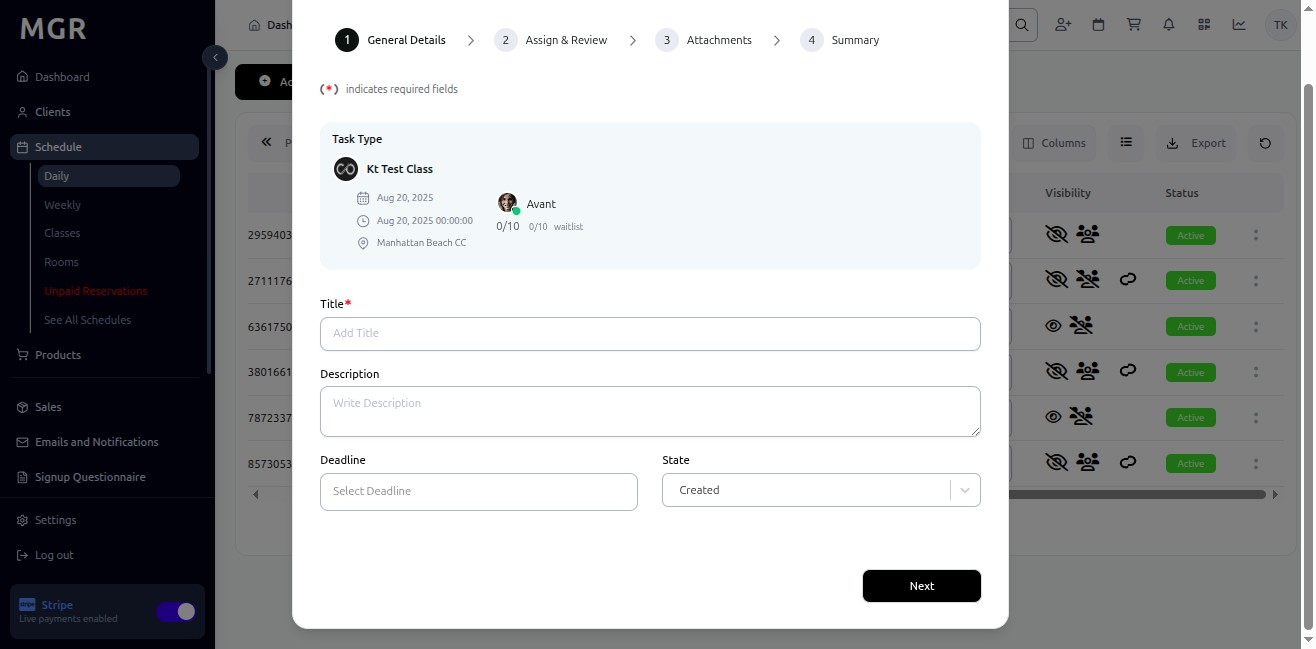 MGR
Dashboard
Clients
Schedule
Daily
Weekly
Classes
Rooms
Unpaid Reservations
See All Schedules
Products
Sales
Emails and Notifications
Signup Questionnaire
Settings
Log out
Stripe
Live payments enabled
Dash
TK
Columns
Export
Visibility
Status
2959403
Active
2711176
Active
6361750
Active
3801661
Active
7872337
Active
8573053
Active
1 General Details
2 Assign & Review
3 Attachments
4 Summary
(*) indicates required fields
Task Type
Kt Test Class
Aug 20, 2025
Aug 20, 2025 00:00:00
Manhattan Beach CC
Avant
0/10 0/10 waitlist
Title*
Add Title
Description
Write Description
Deadline
Select Deadline
State
Created
Next